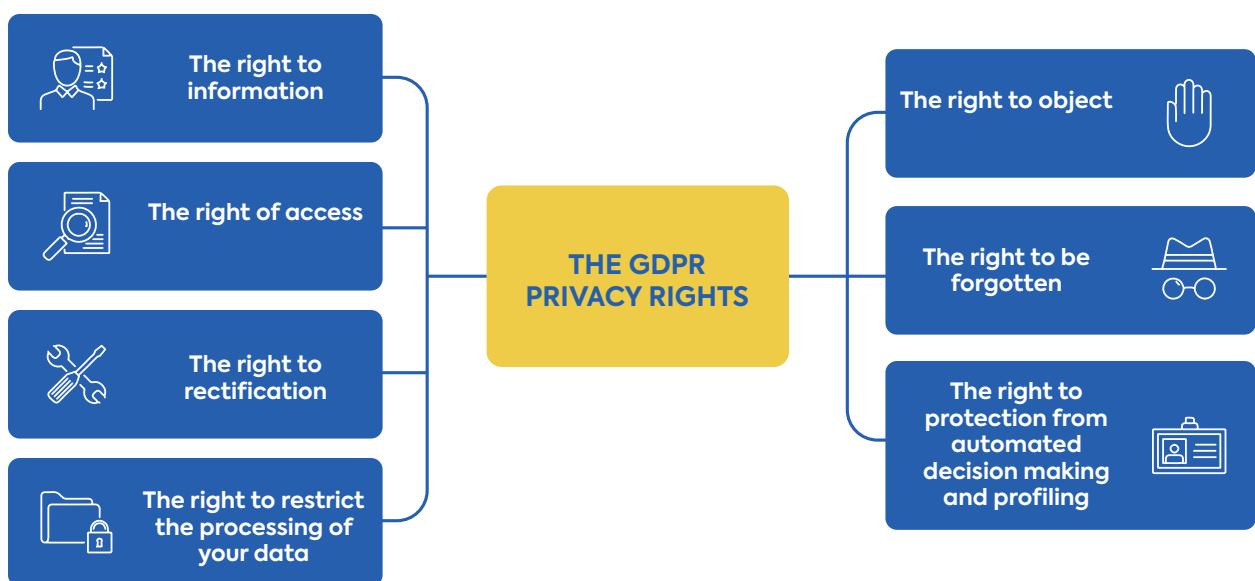 The right to
information
The right of access
The right to
rectification
The right to restrict
the processing of
your data
THE GDPR
PRIVACY RIGHTS
The right to object
The right to be
forgotten
The right to
protection from
automated
decision making
and profiling